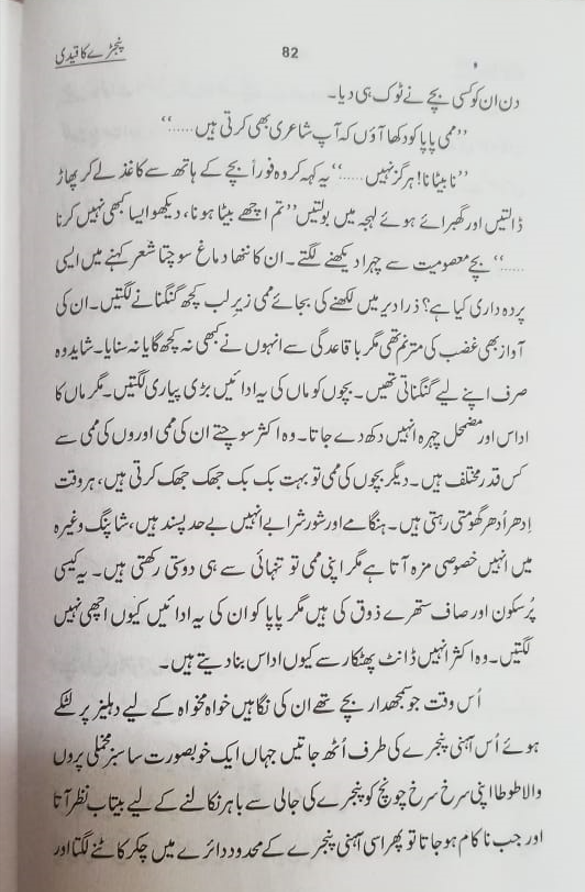 پنجڑے کا قیدی
82
دن ان کو کسی بچے نے ٹوک ہی دیا۔
”ممی پاپا کو دکھا آؤں کہ آپ شاعری بھی کرتی ہیں ......“
”نا بیٹا نا! ہرگز نہیں ......“ یہ کہہ کر وہ فوراً بچے کے ہاتھ سے کاغذ لے کر پھاڑ
ڈالتیں اور گھبرائے ہوئے لہجہ میں بولتیں ”تم اچھے بیٹا ہونا، دیکھو ایسا کبھی نہیں کرنا
......“ بچے معصومیت سے چہرا دیکھنے لگتے۔ ان کا ننھا دماغ سوچتا شعر کہنے میں ایسی
پردہ داری کیا ہے؟ ذرا دیر میں لکھنے کی بجائے ممی زیرِ لب کچھ گنگنانے لگتیں۔ ان کی
آواز بھی غضب کی مترنم تھی مگر باقاعدگی سے انہوں نے کبھی نہ کچھ گایا نہ سنایا۔ شاید وہ
صرف اپنے لیے گنگناتی تھیں۔ بچوں کو ماں کی یہ ادائیں بڑی پیاری لگتیں۔ مگر ماں کا
اداس اور مضمحل چہرہ انہیں دکھ دے جاتا۔ وہ اکثر سوچتے ان کی ممی اوروں کی ممی سے
کس قدر مختلف ہیں۔ دیگر بچوں کی ممی تو بہت بک بک جھک جھک کرتی ہیں، ہر وقت
اِدھر اُدھر گھومتی رہتی ہیں۔ ہنگامے اور شور شرابے انہیں بے حد پسند ہیں، شاپنگ وغیرہ
میں انہیں خصوصی مزہ آتا ہے مگر اپنی ممی تو تنہائی سے ہی دوستی رکھتی ہیں۔ یہ کیسی
پُرسکون اور صاف ستھرے ذوق کی ہیں مگر پاپا کو ان کی یہ ادائیں کیوں اچھی نہیں
لگتیں۔ وہ اکثر انہیں ڈانٹ پھٹکار سے کیوں اداس بنا دیتے ہیں۔
اُس وقت جو سمجھدار بچے تھے ان کی نگاہیں خواہ مخواہ کے لیے دہلیز پر لٹکے
ہوئے اُس آہنی پنجرے کی طرف اُٹھ جاتیں جہاں ایک خوبصورت سا سبز مخملی پروں
والا طوطا اپنی سرخ سرخ چونچ کو پنجرے کی جالی سے باہر نکالنے کے لیے بیتاب نظر آتا
اور جب ناکام ہو جاتا تو پھر اسی آہنی پنجرے کے محدود دائرے میں چکر کاٹنے لگتا اور